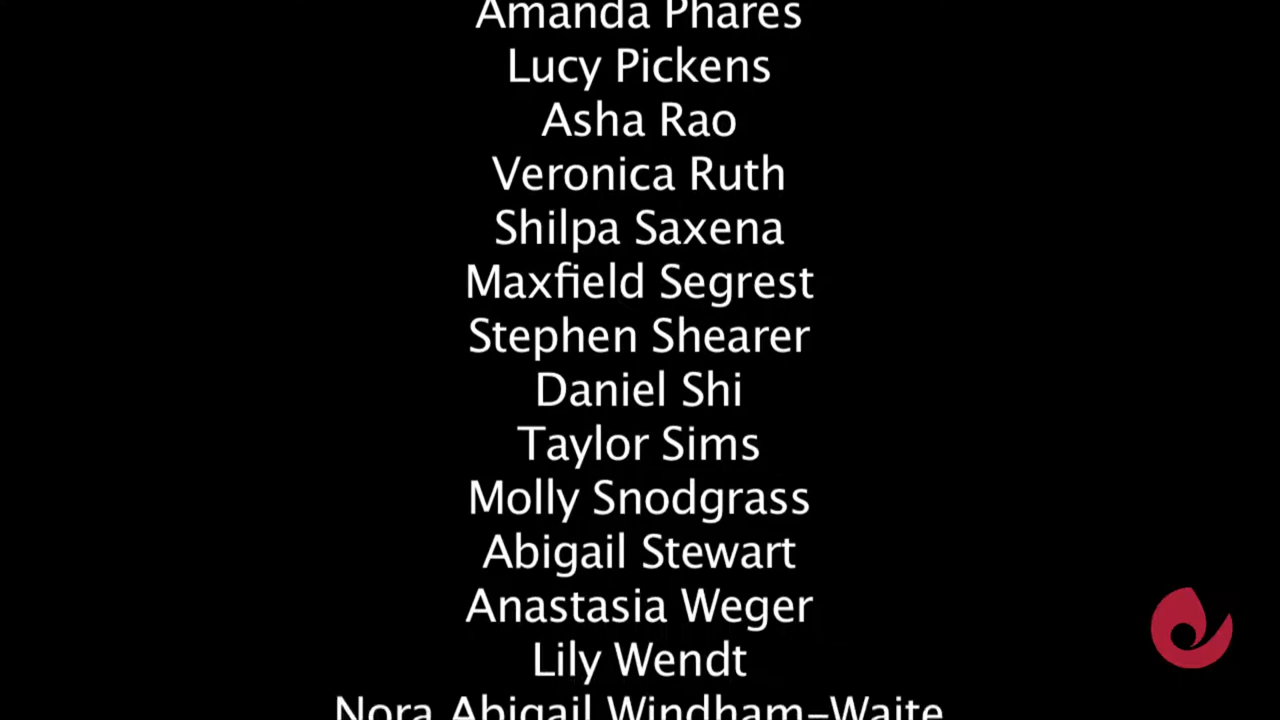 Amanda Phares
Lucy Pickens
Asha Rao
Veronica Ruth
Shilpa Saxena
Maxfield Segrest
Stephen Shearer
Daniel Shi
Taylor Sims
Molly Snodgrass
Abigail Stewart
Anastasia Weger
Lily Wendt
Nora Abigail Windham-Waite